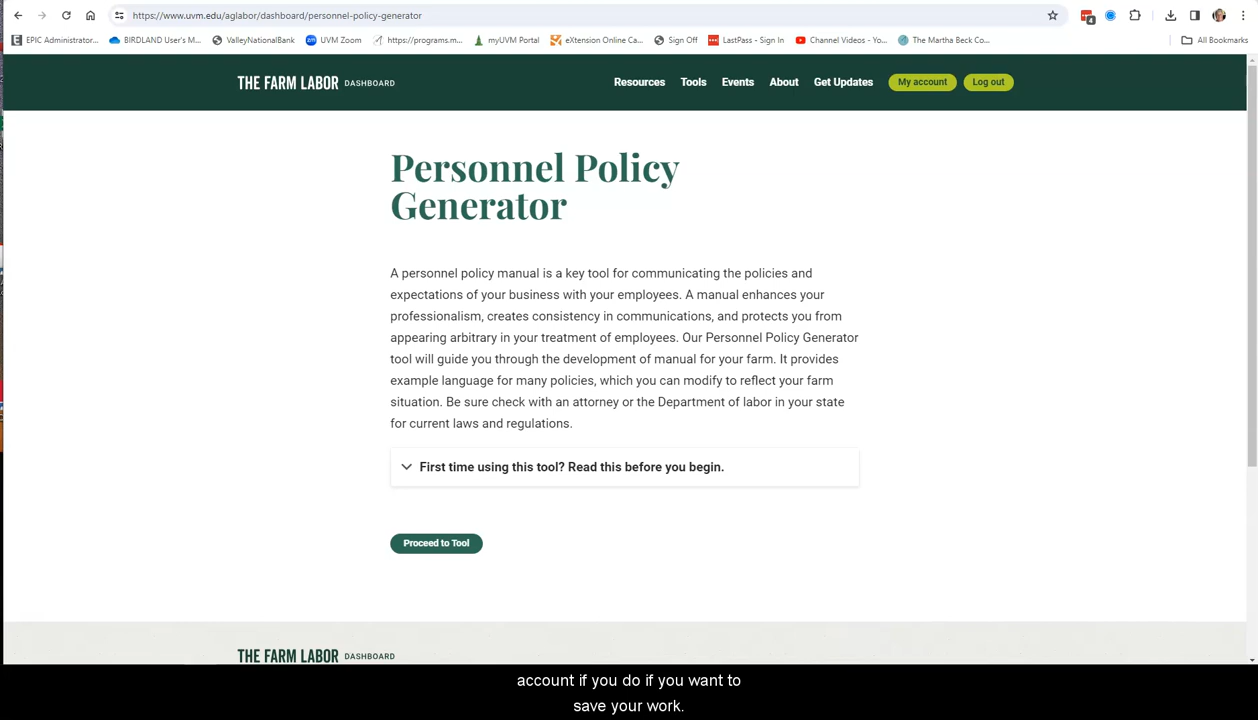 https://www.uvm.edu/aglabor/dashboard/personnel-policy-generator
4
EPIC Administrator... BIRDLAND User's M... ValleyNationalBank UVM Zoom https://programs.m... myUVM Portal eXtension Online Ca... Sign Off LastPass - Sign In Channel Videos - Yo... The Martha Beck Co... All Bookmarks
THE FARM LABOR DASHBOARD Resources Tools Events About Get Updates My account Log out
Personnel Policy
Generator
A personnel policy manual is a key tool for communicating the policies and
expectations of your business with your employees. A manual enhances your
professionalism, creates consistency in communications, and protects you from
appearing arbitrary in your treatment of employees. Our Personnel Policy Generator
tool will guide you through the development of manual for your farm. It provides
example language for many policies, which you can modify to reflect your farm
situation. Be sure check with an attorney or the Department of labor in your state
for current laws and regulations.
First time using this tool? Read this before you begin.
Proceed to Tool
THE FARM LABOR DASHBOARD
account if you do if you want to
save your work.